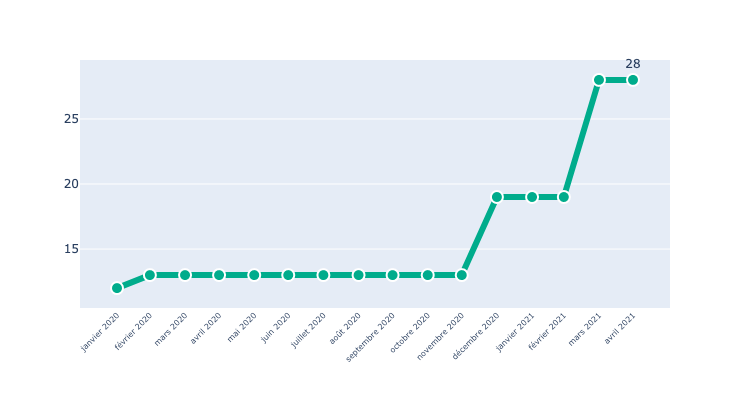 28
25
20
15
janvier 2020
février 2020
mars 2020
avril 2020
mai 2020
juin 2020
juillet 2020
août 2020
septembre 2020
octobre 2020
novembre 2020
décembre 2020
janvier 2021
février 2021
mars 2021
avril 2021